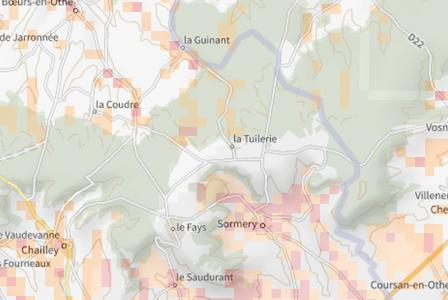 Bœurs-en-Othe
de Jarronnée
la Guinant
D22
la Coudre
la Tuilerie
Vosn
Villene
Che
le Fays
Sormery
e Vaudevanne
Chailley
s Fourneaux
le Saudurant
Coursan-en-Oth